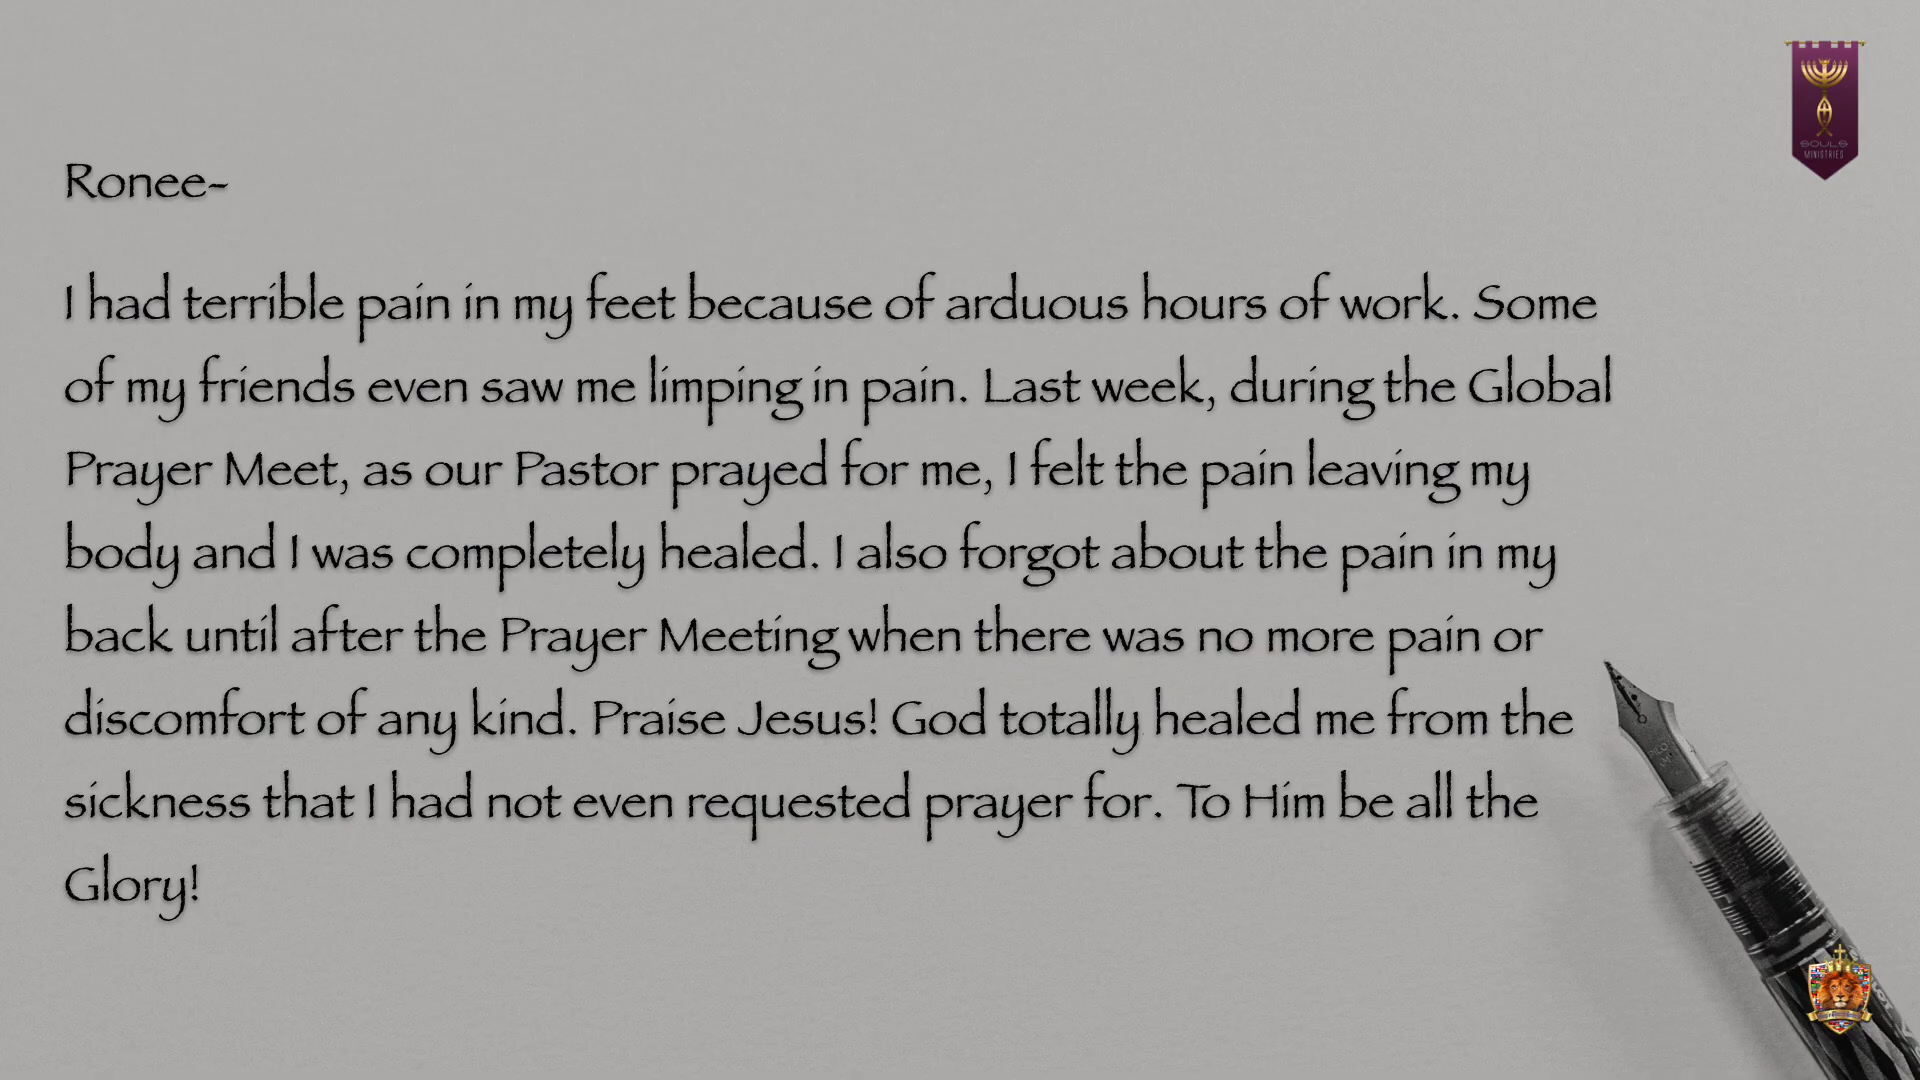 SOULS
MINISTRIES
Ronee-
I had terrible pain in my feet because of arduous hours of work. Some
of my friends even saw me limping in pain. Last week, during the Global
Prayer Meet, as our Pastor prayed for me, I felt the pain leaving my
body and I was completely healed. I also forgot about the pain in my
back until after the Prayer Meeting when there was no more pain or
discomfort of any kind. Praise Jesus! God totally healed me from the
sickness that I had not even requested prayer for. To Him be all the
Glory!